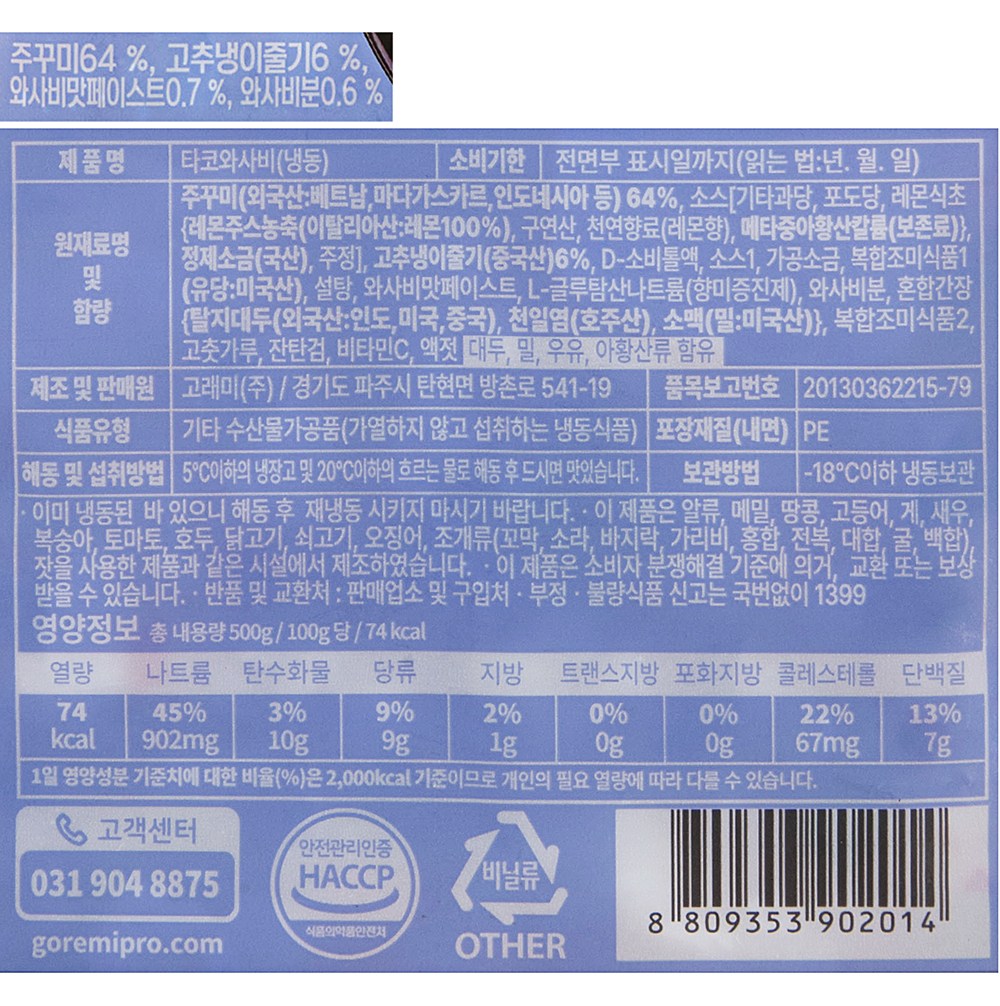 주꾸미64 %, 고추냉이줄기6 %,
와사비맛페이스트0.7 %, 와사비분0.6 %
제 품 명 타코와사비(냉동) 소비기한 전면부 표시일까지(읽는 법:년. 월. 일)
원재료명
및
함량
주꾸미(외국산:베트남,마다가스카르,인도네시아 등) 64%, 소스[기타과당, 포도당, 레몬식초
{레몬주스농축(이탈리아산:레몬100%), 구연산, 천연향료(레몬향), 메타중아황산칼륨(보존료)},
정제소금(국산), 주정], 고추냉이줄기(중국산)6%, D-소비톨액, 소스1, 가공소금, 복합조미식품1
(유당:미국산), 설탕, 와사비맛페이스트, L-글루탐산나트륨(향미증진제), 와사비분, 혼합간장
{탈지대두(외국산:인도,미국,중국), 천일염(호주산), 소맥(밀:미국산)}, 복합조미식품2,
고춧가루, 잔탄검, 비타민C, 액젓 대두, 밀, 우유, 아황산류 함유
제조 및 판매원 고래미(주) / 경기도 파주시 탄현면 방촌로 541-19 품목보고번호 20130362215-79
식품유형 기타 수산물가공품(가열하지 않고 섭취하는 냉동식품) 포장재질(내면) PE
해동 및 섭취방법 5°C이하의 냉장고 및 20°C이하의 흐르는 물로 해동 후 드시면 맛있습니다. 보관방법 -18°C이하 냉동보관
· 이미 냉동된 바 있으니 해동 후 재냉동 시키지 마시기 바랍니다. · 이 제품은 알류, 메밀, 땅콩, 고등어, 게, 새우,
복숭아, 토마토, 호두, 닭고기, 쇠고기, 오징어, 조개류(꼬막, 소라, 바지락, 가리비, 홍합, 전복, 대합, 굴, 백합),
잣을 사용한 제품과 같은 시설에서 제조하였습니다. · 이 제품은 소비자 분쟁해결 기준에 의거, 교환 또는 보상
받을 수 있습니다. · 반품 및 교환처 : 판매업소 및 구입처 · 부정 · 불량식품 신고는 국번없이 1399
영양정보 총 내용량 500g / 100g 당 / 74 kcal
열량 나트륨 탄수화물 당류 지방 트랜스지방 포화지방 콜레스테롤 단백질
74 45% 3% 9% 2% 0% 0% 22% 13%
kcal 902mg 10g 9g 1g 0g 0g 67mg 7g
1일 영양성분 기준치에 대한 비율(%)은 2,000kcal 기준이므로 개인의 필요 열량에 따라 다를 수 있습니다.
고객센터
031 904 8875
goremipro.com
안전관리인증
HACCP
식품의약품안전처
비닐류
OTHER
8 809353 902014